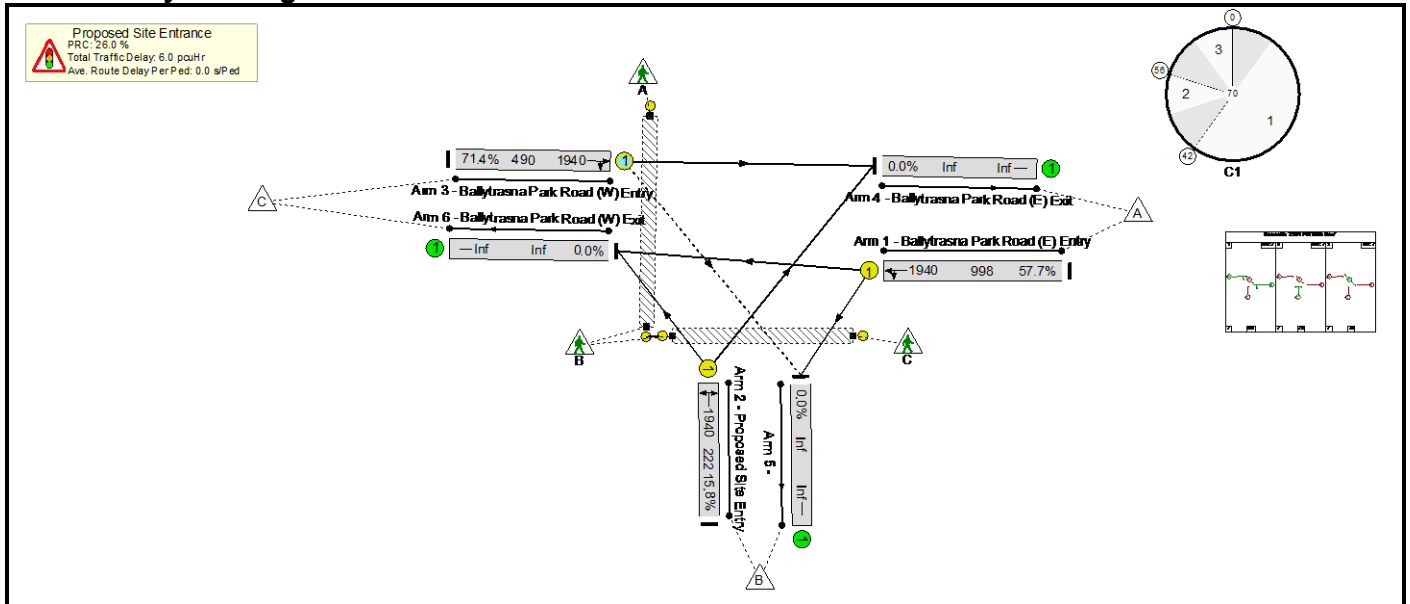 Proposed Site Entrance
PRC: 26.0 %
Total Traffic Delay: 6.0 pcuHr
Ave. Route Delay Per Ped: 0.0 s/Ped
A
0
3
56
2
70
1
42
C1
71.4% 490 1940
1
0.0% Inf Inf
1
Arm 3 - Ballytrasna Park Road (W) Entry
Arm 4 - Ballytrasna Park Road (E) Exit
C
A
Arm 6 - Ballytrasna Park Road (W) Exit
Arm 1 - Ballytrasna Park Road (E) Entry
1
Inf Inf 0.0%
1
1940 998 57.7%
B
C
1
Arm 2 - Proposed Site Entry
1940 222 15.8%
Arm 5 -
0.0% Inf Inf
1
B